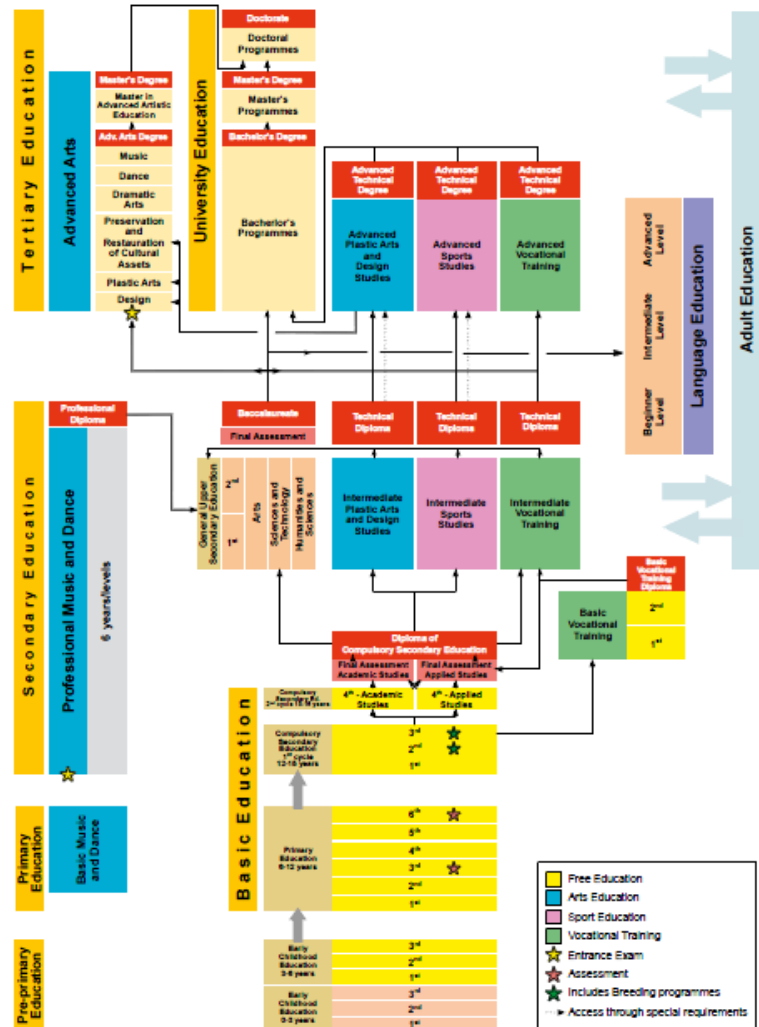 Tertiary Education
Advanced Arts
Master's Degree
Master in
Advanced Artistic
Education
Adv. Arts Degree
Music
Dance
Dramatic
Arts
Preservation
and
Restauration
of Cultural
Assets
Plastic Arts
Design
University Education
Doctorate
Doctoral
Programmes
Master's Degree
Master's
Programmes
Bachelor's Degree
Bacherlor's
Programmes
Advanced
Technical
Degree
Advanced
Plastic Arts
and
Design
Studies
Advanced
Technical
Degree
Advanced
Sports
Studies
Advanced
Technical
Degree
Advanced
Vocational
Training
Beginner
Level
Intermediate
Level
Advanced
Level
Language Education
Adult Education
Secondary Education
Professional Music and Dance
Professional
Diploma
6 years/levels
Baccalaureate
Final Assessment
General Upper
Secondary Education
1st
2nd
Arts
Sciences and
Technology
Humanities and
Sciences
Technical
Diploma
Intermediate
Plastic Arts
and Design
Studies
Technical
Diploma
Intermediate
Sports
Studies
Technical
Diploma
Intermediate
Vocational
Training
Basic
Vocational
Training
Diploma
Basic
Vocational
Training
2nd
1st
Diploma of
Compulsory Secondary Education
Final Assessment
Academic Studies
Final Assessment
Applied Studies
Basic Education
Compulsory
Secondary Ed.
2nd cycle 15-16 years
4th - Academic
Studies
4th - Applied
Studies
Compulsory
Secondary
Education
1st cycle
12-15 years
3rd
2nd
1st
Primary
Education
Basic Music
and Dance
Primary
Education
6-12 years
6th
5th
4th
3rd
2nd
1st
Pre-primary
Education
Early
Childhood
Education
3-6 years
3rd
2nd
1st
Early
Childhood
Education
0-3 years
3rd
2nd
1st
Free Education
Arts Education
Sport Education
Vocational Training
Entrance Exam
Assessment
Includes Breeding programmes
Access through special requirements